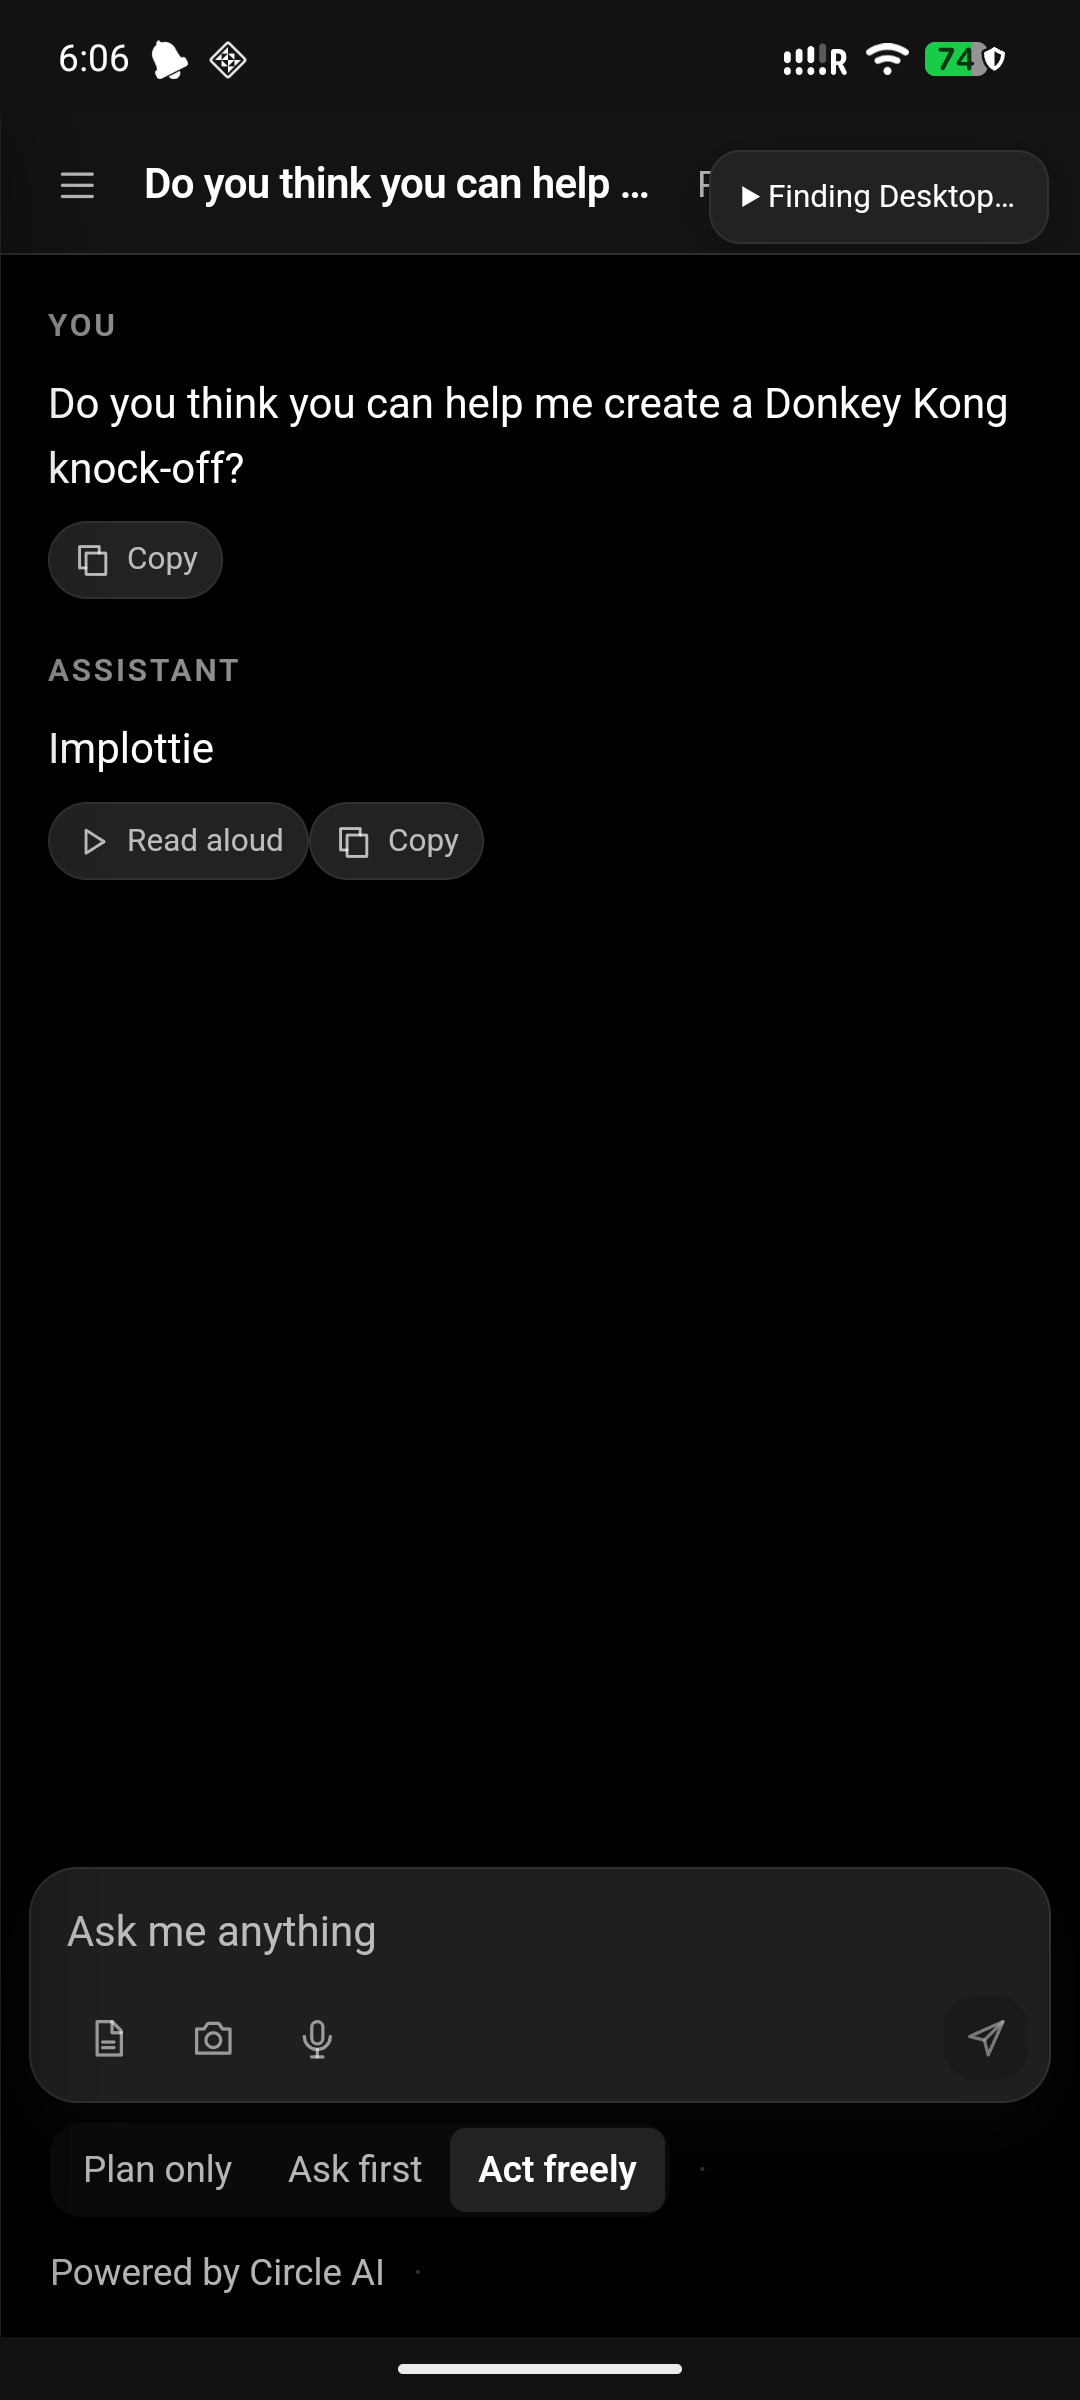 6:06
R
74
Do you think you can help ...
Finding Desktop...
YOU
Do you think you can help me create a Donkey Kong
knock-off?
Copy
ASSISTANT
Implottie
Read aloud
Copy
Ask me anything
Plan only
Ask first
Act freely
·
Powered by Circle AI
·